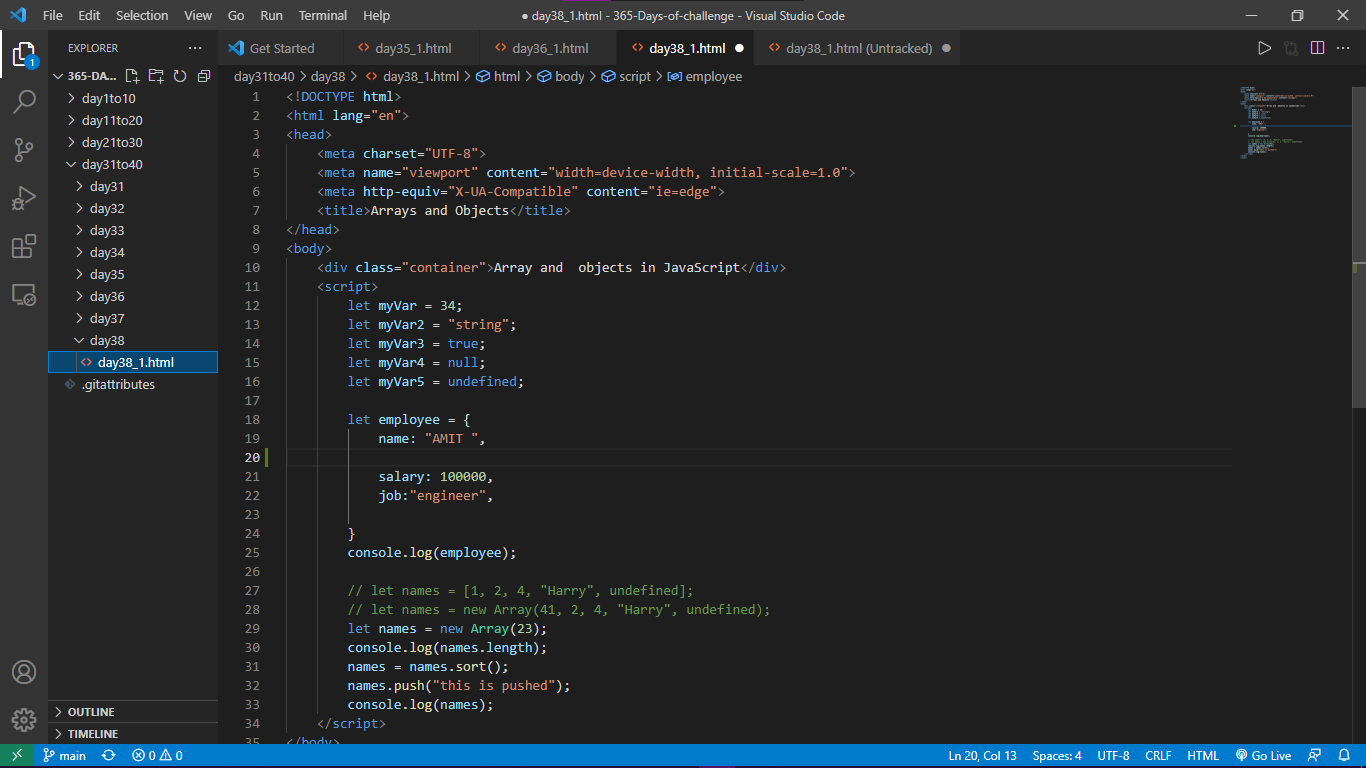 File Edit Selection View Go Run Terminal Help ● day38_1.html - 365-Days-of-challenge - Visual Studio Code
EXPLORER ···
Get Started <> day35_1.html <> day36_1.html <> day38_1.html ● <> day38_1.html (Untracked) ●
1
365-DA...
day31to40 > day38 > <> day38_1.html > html > body > script > employee
day1to10
day11to20
day21to30
day31to40
day31
day32
day33
day34
day35
day36
day37
day38
<> day38_1.html
.gitattributes
OUTLINE
TIMELINE
1 <!DOCTYPE html>
2 <html lang="en">
3 <head>
4     <meta charset="UTF-8">
5     <meta name="viewport" content="width=device-width, initial-scale=1.0">
6     <meta http-equiv="X-UA-Compatible" content="ie=edge">
7     <title>Arrays and Objects</title>
8 </head>
9 <body>
10     <div class="container">Array and  objects in JavaScript</div>
11     <script>
12         let myVar = 34;
13         let myVar2 = "string";
14         let myVar3 = true;
15         let myVar4 = null;
16         let myVar5 = undefined;
17
18         let employee = {
19             name: "AMIT ",
20
21             salary: 100000,
22             job:"engineer",
23
24         }
25         console.log(employee);
26
27         // let names = [1, 2, 4, "Harry", undefined];
28         // let names = new Array(41, 2, 4, "Harry", undefined);
29         let names = new Array(23);
30         console.log(names.length);
31         names = names.sort();
32         names.push("this is pushed");
33         console.log(names);
34     </script>
35 </body>
main 0 0 Ln 20, Col 13 Spaces: 4 UTF-8 CRLF HTML Go Live